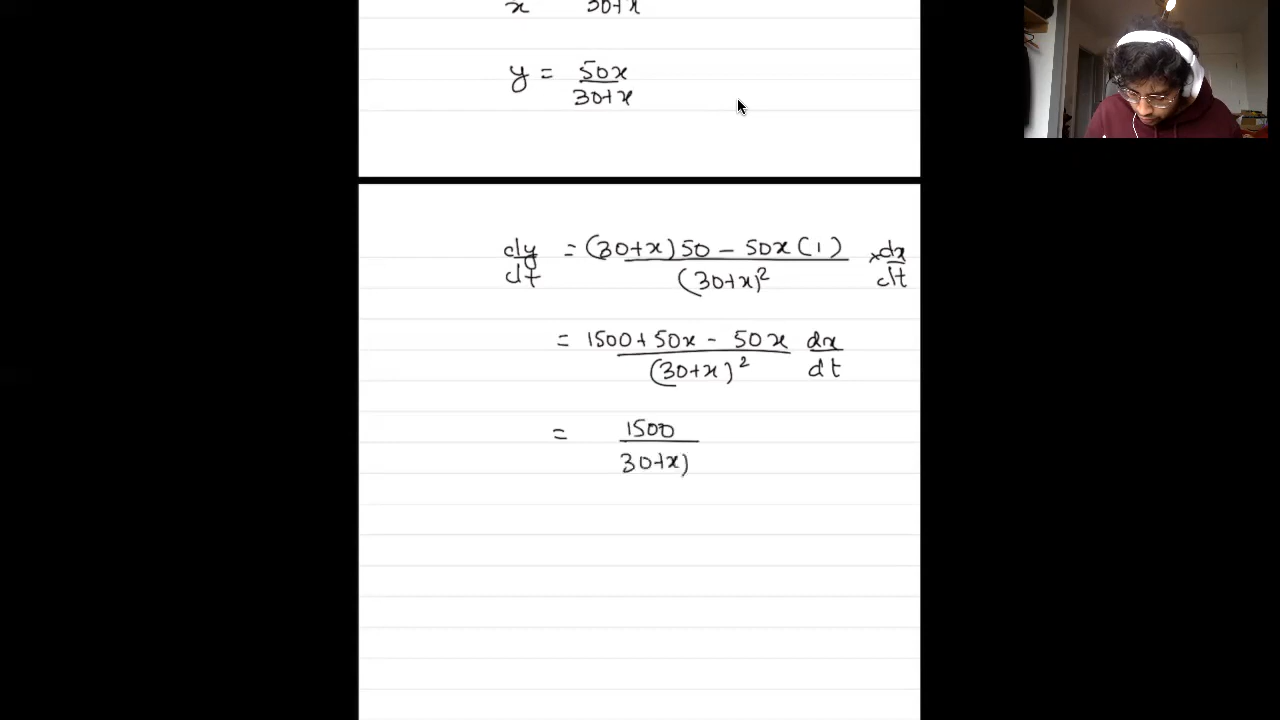 x 30+x
y = 50x
30+x
dy = (30+x)50 - 50x(1) × dx
dt (30+x)² dt
= 1500+50x - 50x dx
(30+x)² dt
= 1500
30+x)